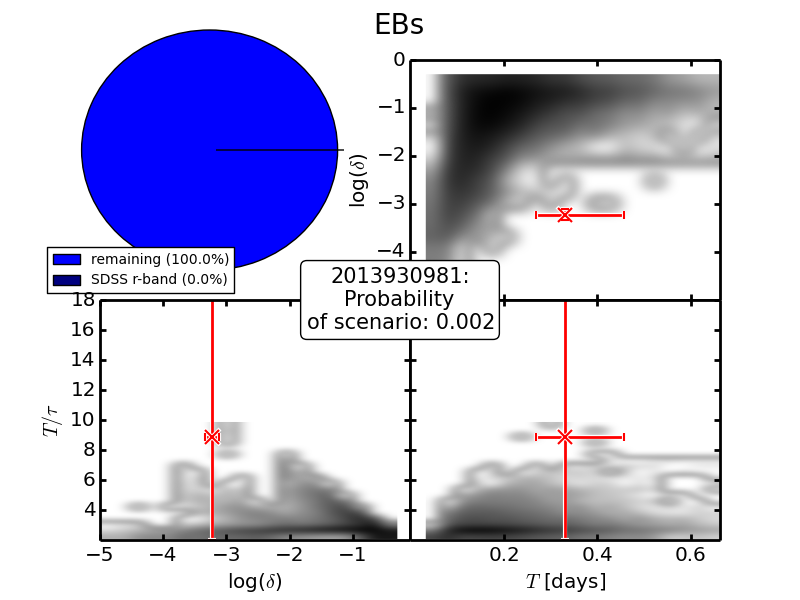 EBs
remaining (100.0%)
SDSS r-band (0.0%)
0
−1
−2
−3
−4
log(δ)
2013930981:
Probability
of scenario: 0.002
18
16
14
12
10
8
6
4
T/τ
−5 −4 −3 −2 −1
log(δ)
0.2 0.4 0.6
T [days]